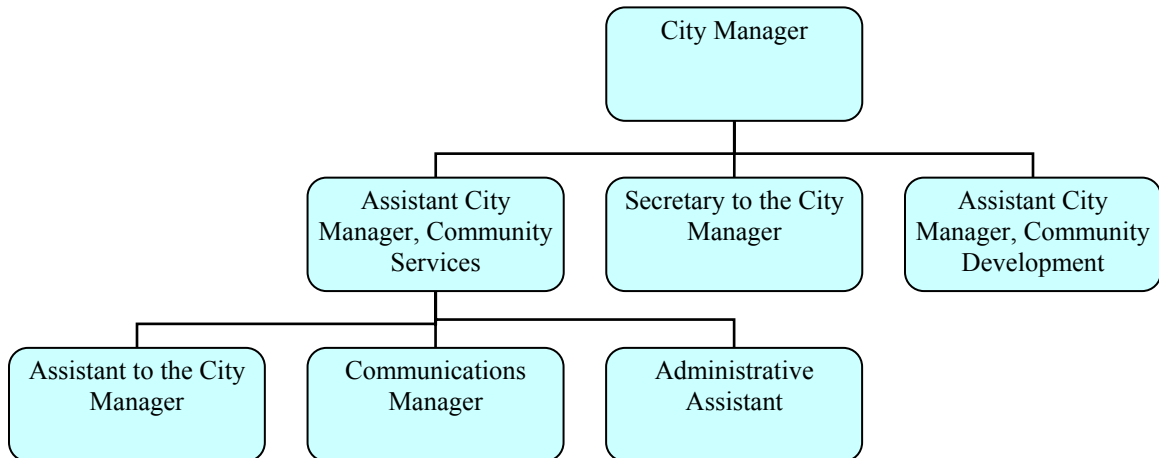 City Manager
Assistant City
Manager, Community
Services
Secretary to the City
Manager
Assistant City
Manager, Community
Development
Assistant to the City
Manager
Communications
Manager
Administrative
Assistant